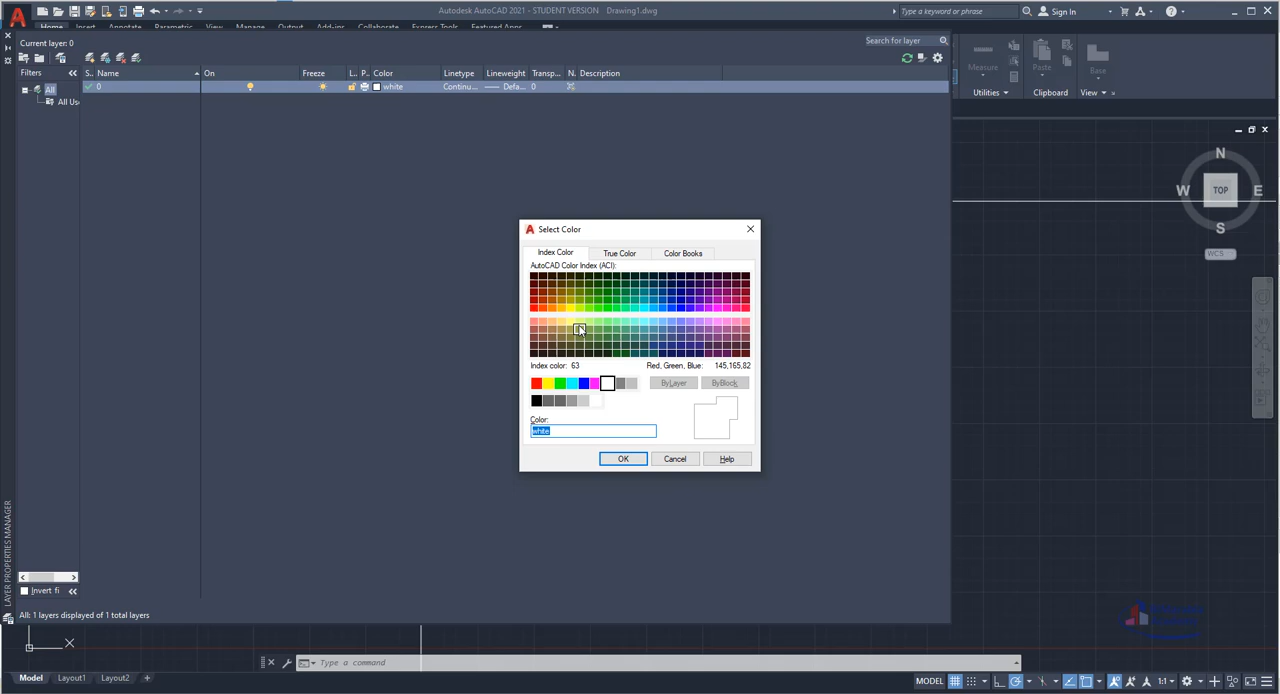 Autodesk AutoCAD 2021 - STUDENT VERSION Drawing1.dwg
Type a keyword or phrase
Sign In
Home Insert Annotate Parametric View Manage Output Add-ins Collaborate Express Tools Featured Apps
Current layer: 0
Search for layer
Filters
S.. Name On Freeze L.. P.. Color Linetype Lineweight Transp... N.. Description
All
0 white Continu... Defa... 0
All Us
Measure
Paste
Base
Utilities
Clipboard
View
N
W TOP E
S
WCS
Select Color
Index Color
True Color
Color Books
AutoCAD Color Index (ACI):
Index color: 63
Red, Green, Blue: 145,165,82
ByLayer
ByBlock
Color:
white
OK
Cancel
Help
LAYER PROPERTIES MANAGER
Invert fi
All: 1 layers displayed of 1 total layers
Type a command
Model
Layout1
Layout2
+
MODEL
1:1